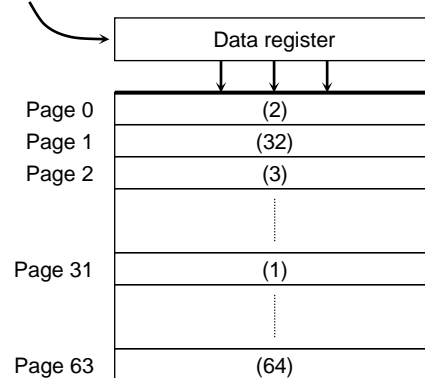 Data register
Page 0 (2)
Page 1 (32)
Page 2 (3)
Page 31 (1)
Page 63 (64)